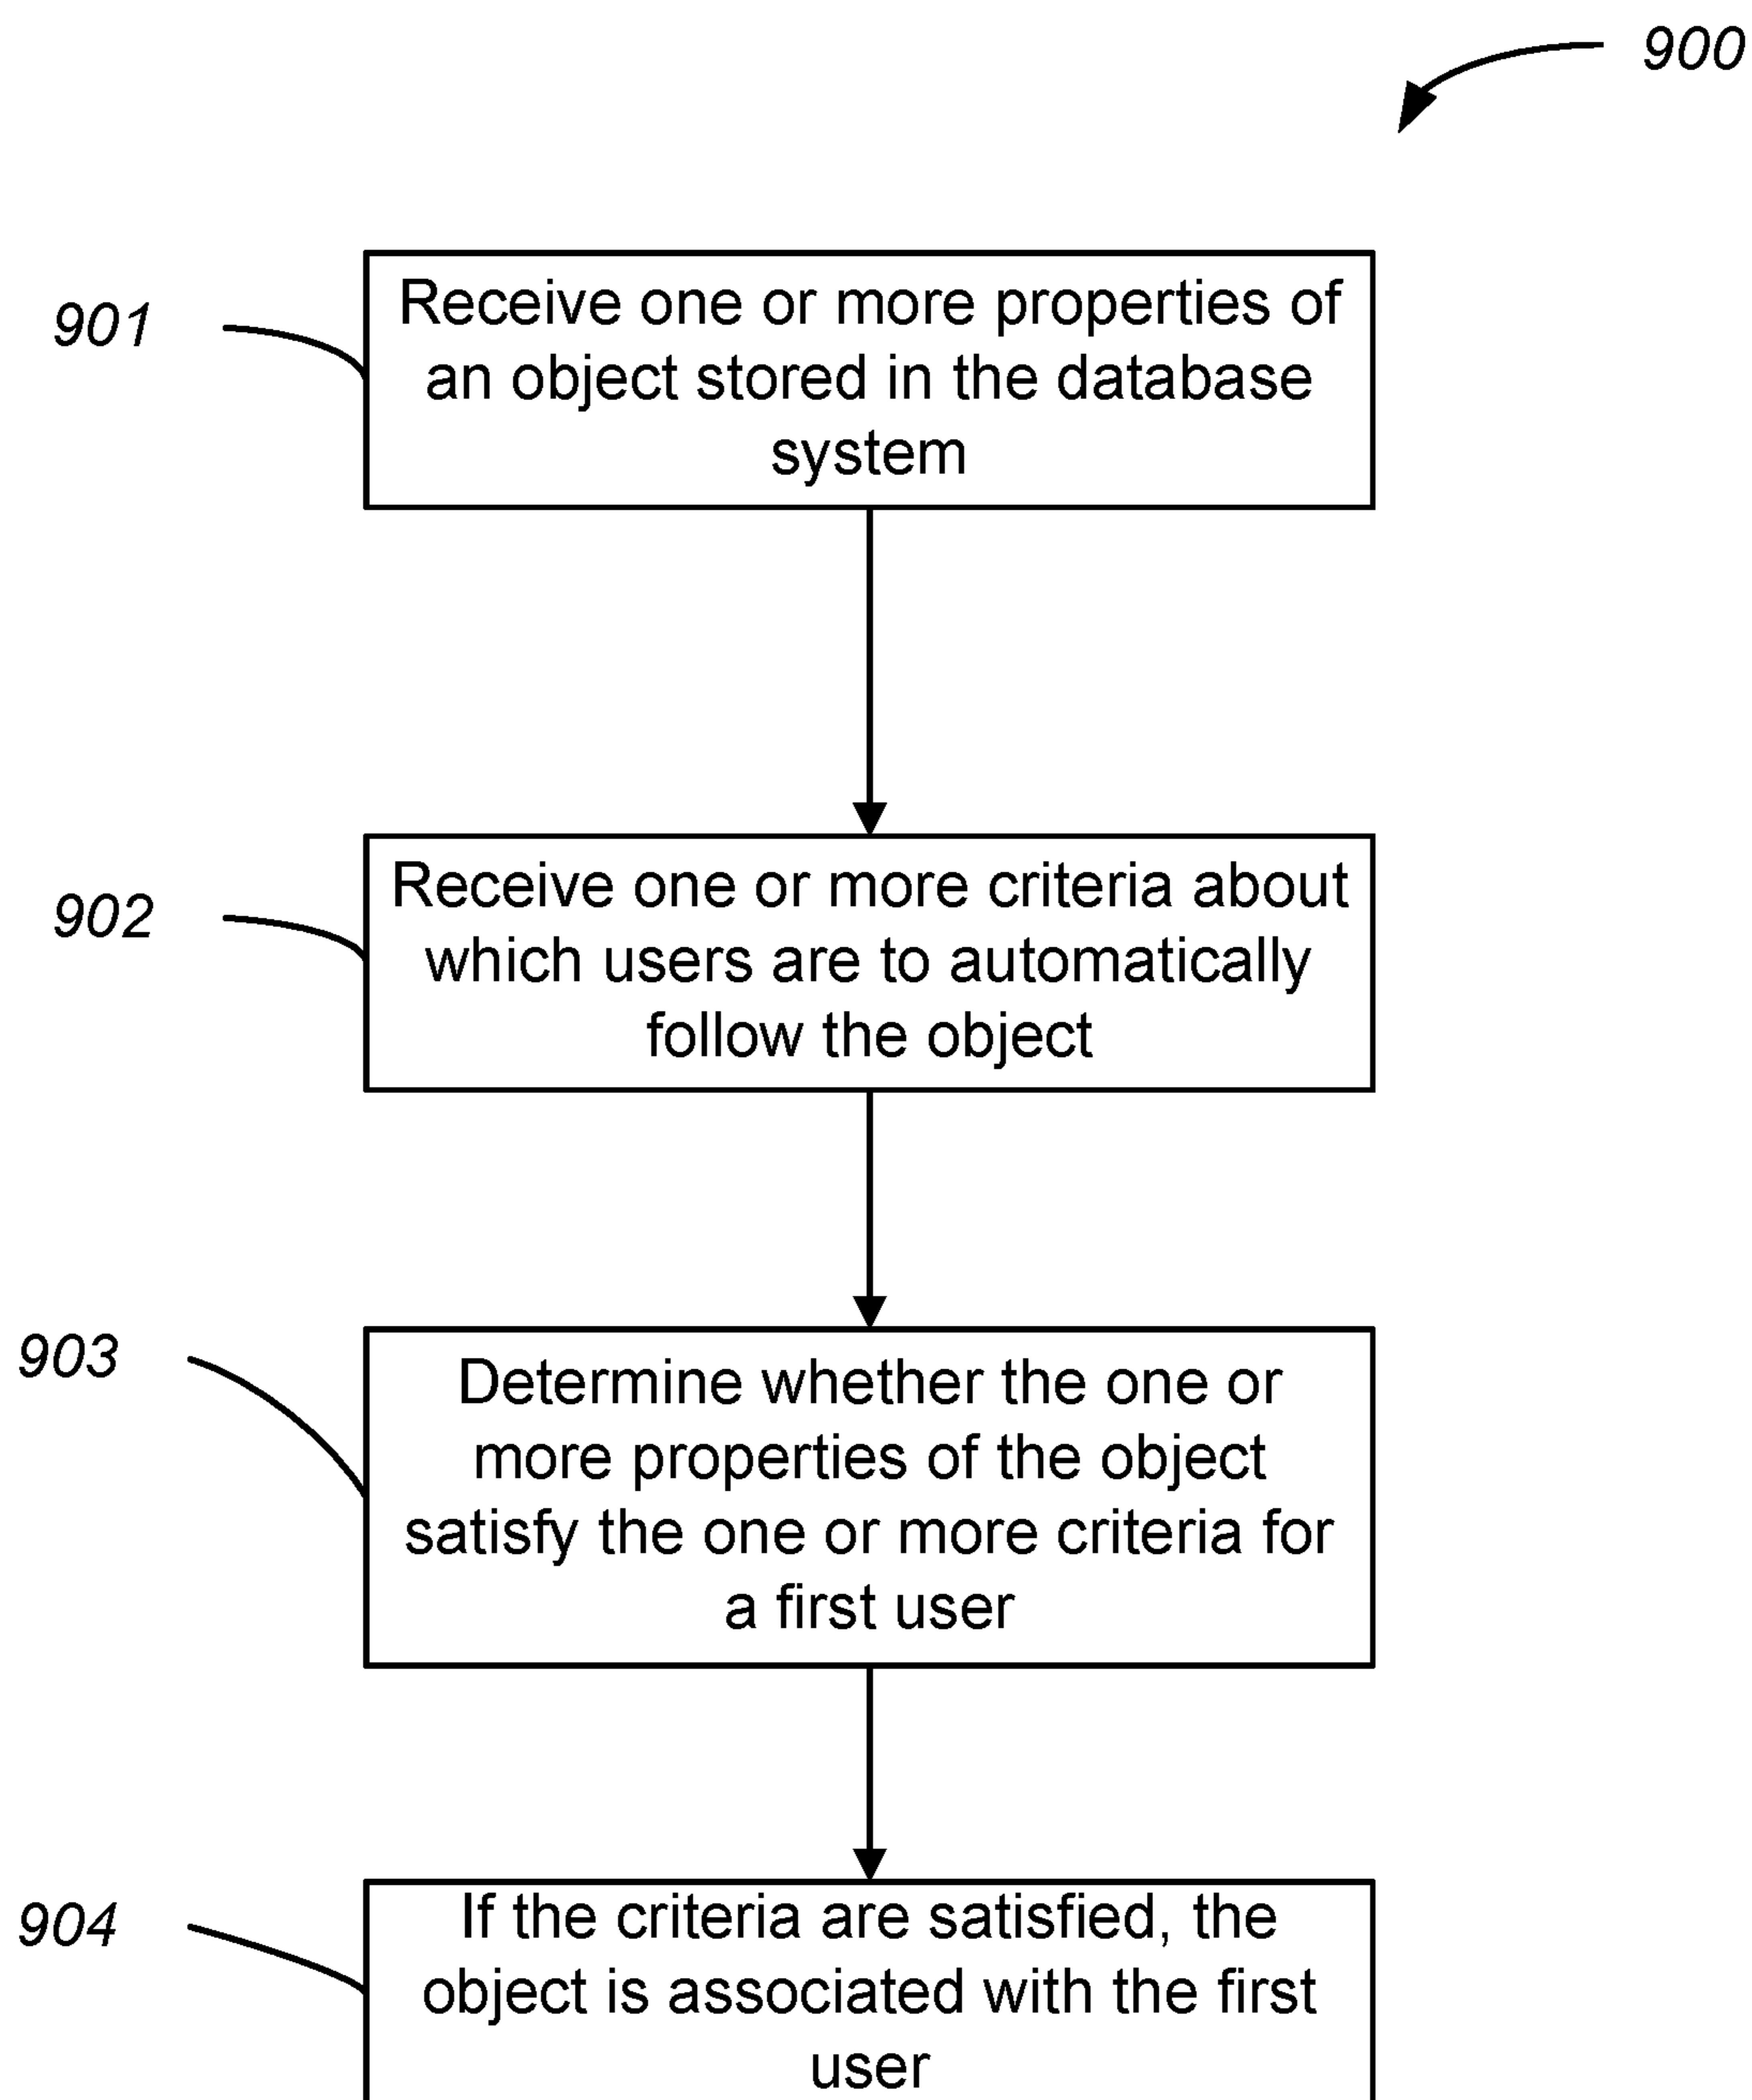 900
901
Receive one or more properties of
an object stored in the database
system
902
Receive one or more criteria about
which users are to automatically
follow the object
903
Determine whether the one or
more properties of the object
satisfy the one or more criteria for
a first user
904
If the criteria are satisfied, the
object is associated with the first
user